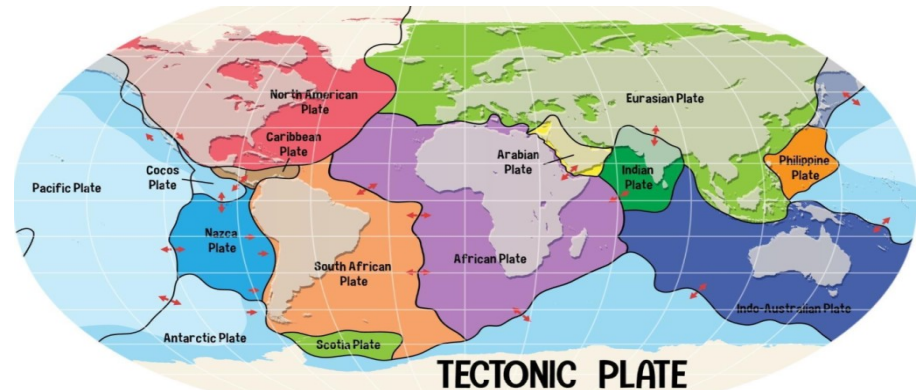 North American
Plate
Eurasian Plate
Caribbean
Plate
Arabian
Plate
Cocos
Plate
Indian
Plate
Philippine
Plate
Pacific Plate
Nazca
Plate
South African
Plate
African Plate
Indo-Australian Plate
Antarctic Plate
Scotia Plate
TECTONIC PLATE